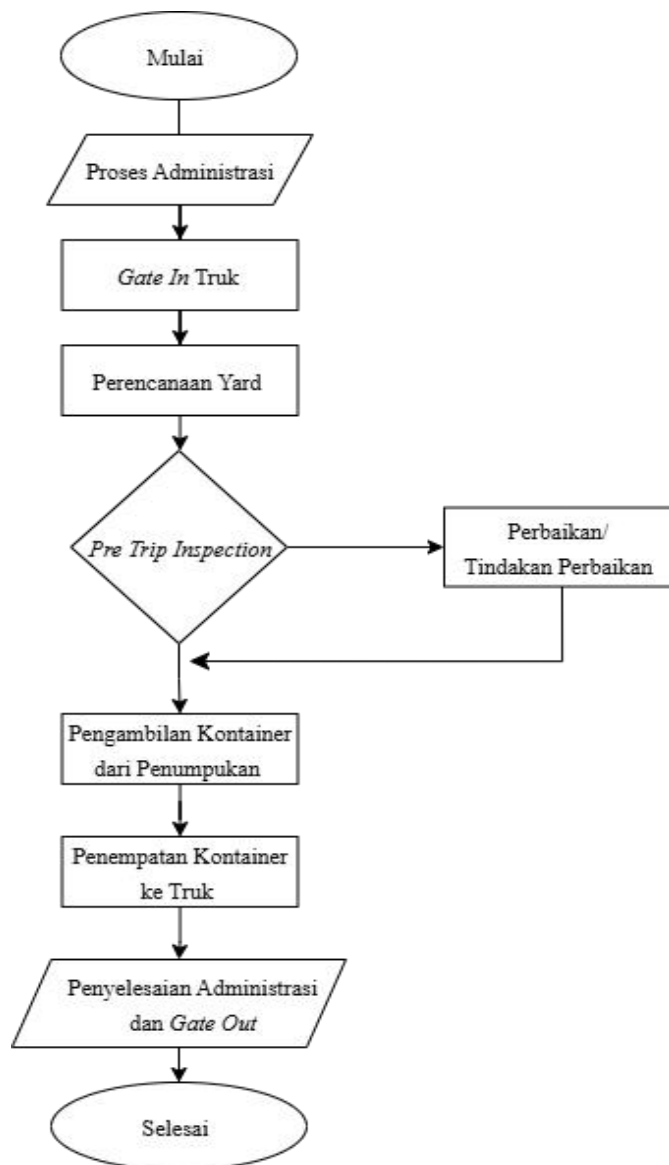 Mulai
Proses Administrasi
Gate In Truk
Perencanaan Yard
Pre Trip Inspection
Perbaikan/
Tindakan Perbaikan
Pengambilan Kontainer
dari Penumpukan
Penempatan Kontainer
ke Truk
Penyelesaian Administrasi
dan Gate Out
Selesai